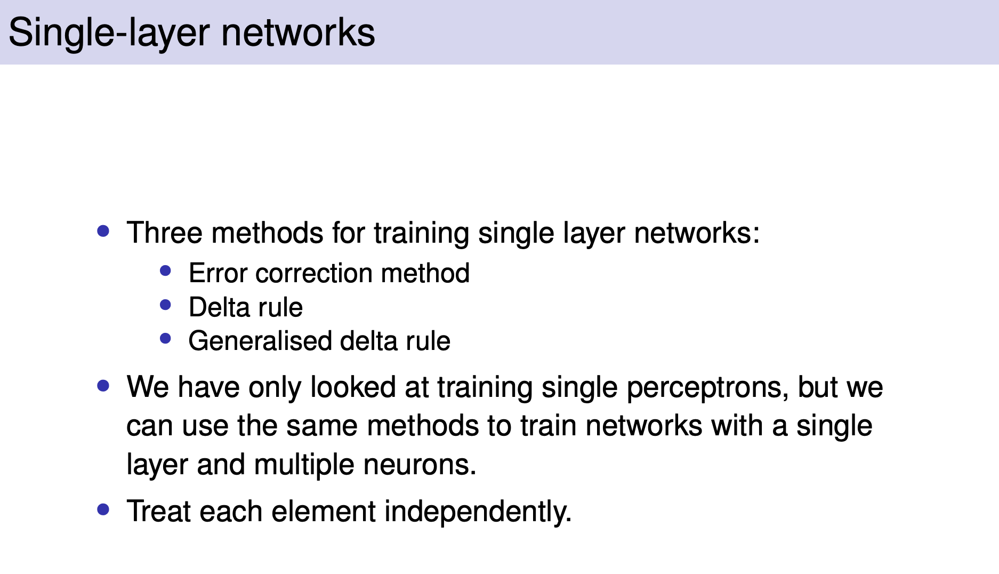 Single-layer networks
Three methods for training single layer networks:
Error correction method
Delta rule
Generalised delta rule
We have only looked at training single perceptrons, but we
can use the same methods to train networks with a single
layer and multiple neurons.
Treat each element independently.